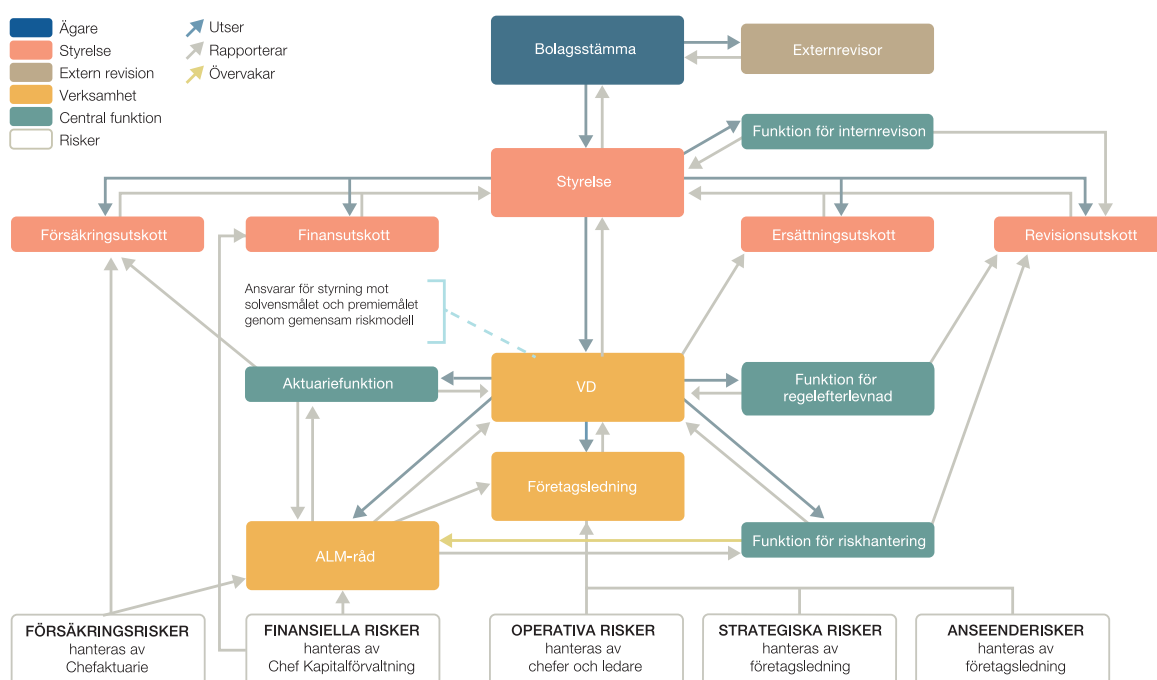 Ägare
Styrelse
Extern revision
Verksamhet
Central funktion
Risker
Utser
Rapporterar
Övervakar
Bolagsstämma
Externrevisor
Funktion för internrevison
Styrelse
Försäkringsutskott
Finansutskott
Ersättningsutskott
Revisionsutskott
Ansvarar för styrning mot
solvensmålet och premiemålet
genom gemensam riskmodell
Aktuariefunktion
VD
Funktion för
regelefterlevnad
Företagsledning
ALM-råd
Funktion för riskhantering
FÖRSÄKRINGSRISKER
hanteras av
Chefaktuarie
FINANSIELLA RISKER
hanteras av
Chef Kapitalförvaltning
OPERATIVA RISKER
hanteras av
chefer och ledare
STRATEGISKA RISKER
hanteras av
företagsledning
ANSEENDERISKER
hanteras av
företagsledning